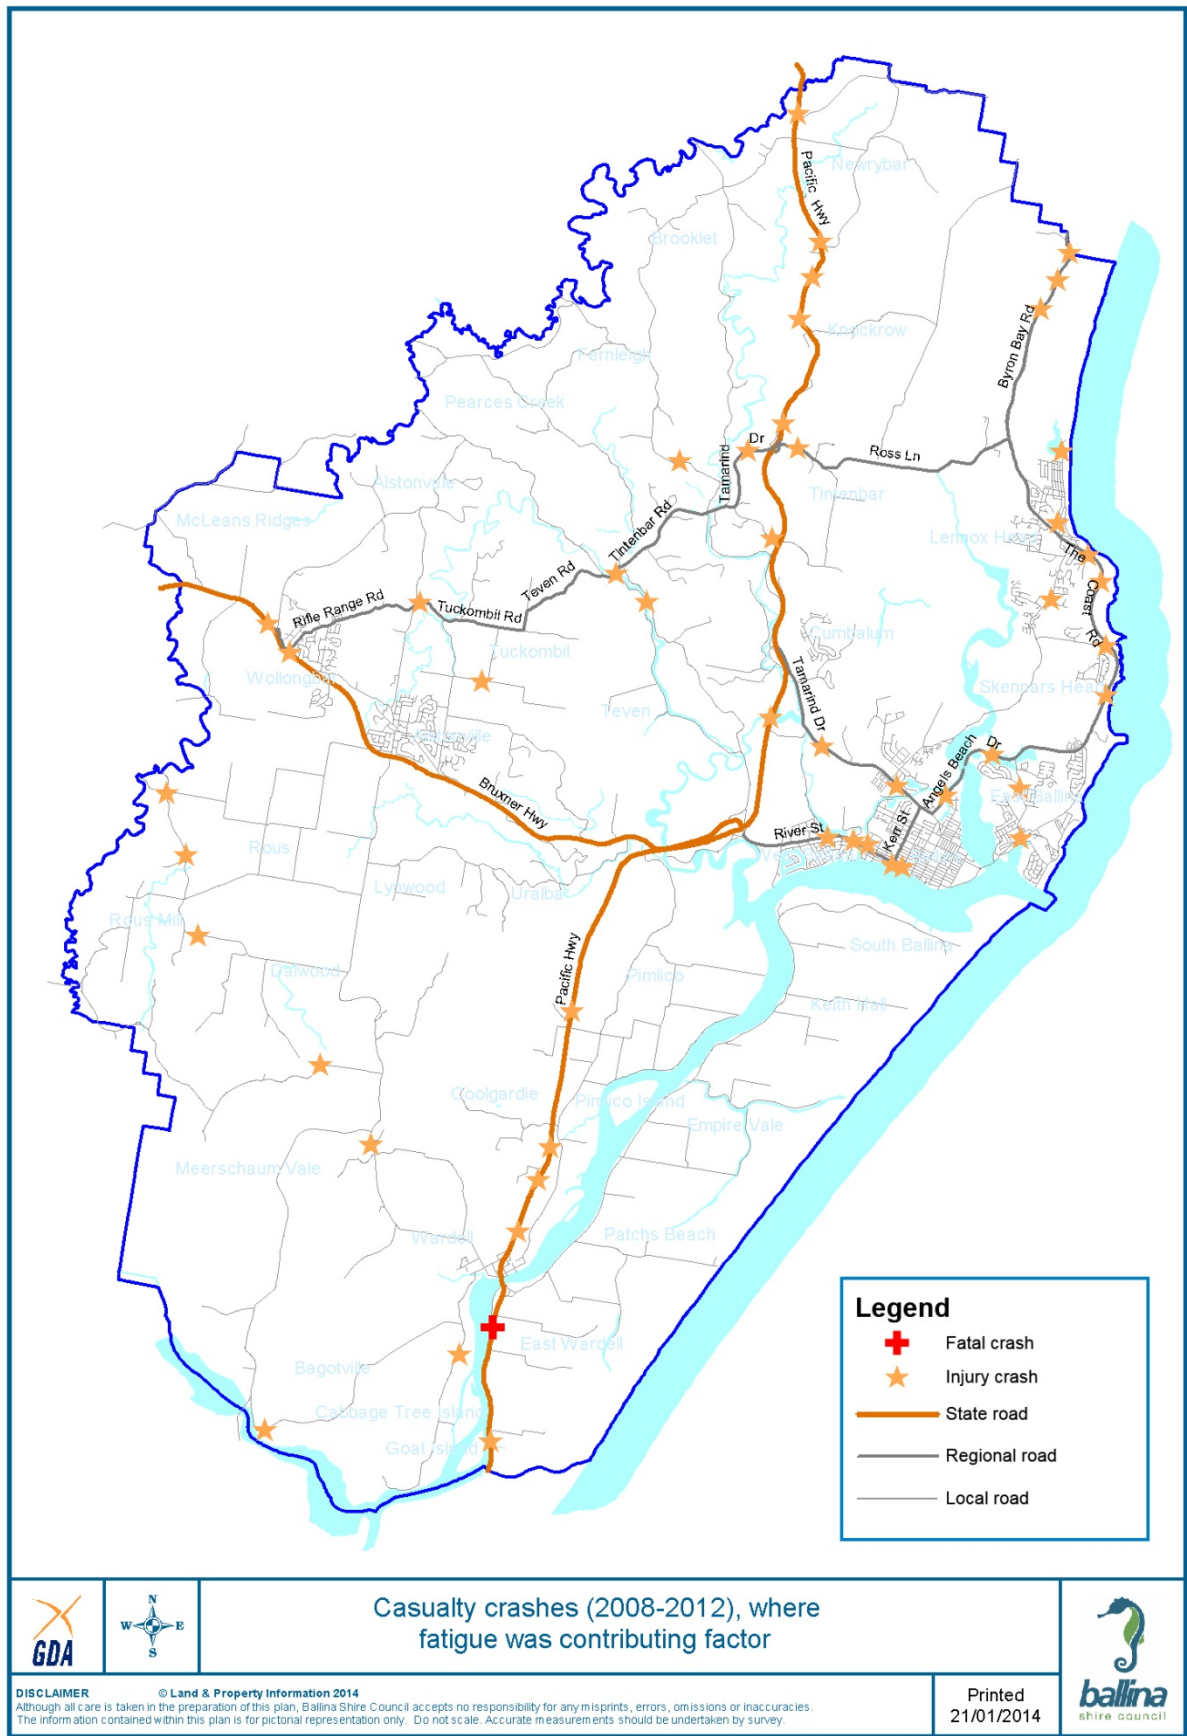 Pacific Hwy
Newrybar
Brooklet
Knockrow
Fernleigh
Byron Bay Rd
Pearces Creek
Dr
Ross Ln
Tamarind
Alstonville
Tintenbar
McLeans Ridges
Tintenbar Rd
Lennox Head
The
Coast
Rd
Teven Rd
Rifle Range Rd
Tuckombil Rd
Cumbalum
Tuckombil
Wollongbar
Tamarind Dr
Skennars Head
Teven
Angels Beach
Dr
Bruxner Hwy
East Ballina
River St
Kerr St
Rous
Lynwood
Uralba
Rous Mill
Pacific Hwy
South Ballina
Dalwood
Pimlico
Keith Hall
Coolgardie
Pimlico Island
Empire Vale
Meerschaum Vale
Wardell
Patchs Beach
East Wardell
Bagotville
Cabbage Tree Island
Goat Island
Legend
Fatal crash
Injury crash
State road
Regional road
Local road
GDA
N
W E
S
Casualty crashes (2008-2012), where
fatigue was contributing factor
ballina
shire council
DISCLAIMER © Land & Property Information 2014
Although all care is taken in the preparation of this plan, Ballina Shire Council accepts no responsibility for any misprints, errors, omissions or inaccuracies.
The information contained within this plan is for pictorial representation only. Do not scale. Accurate measurements should be undertaken by survey.
Printed
21/01/2014